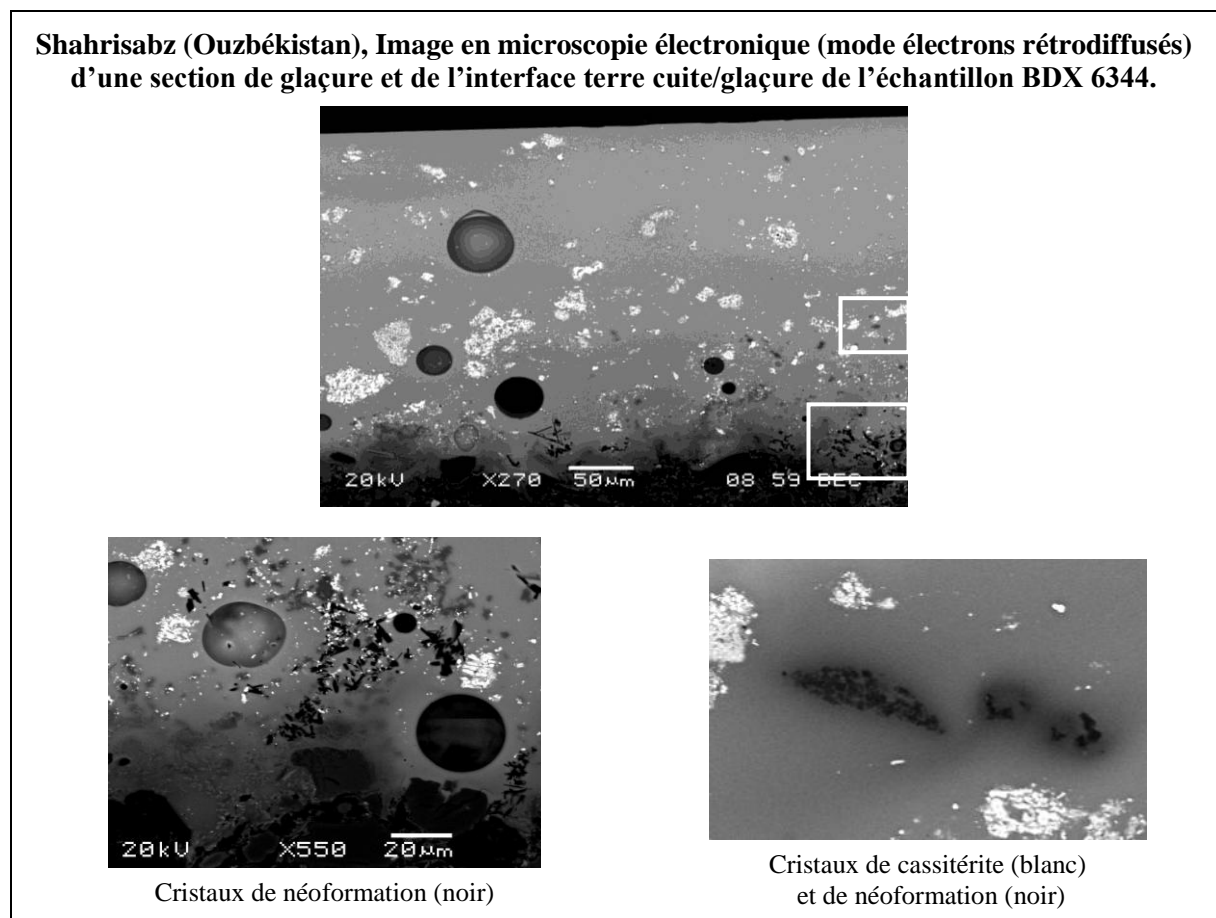 Shahrisabz (Ouzbékistan), Image en microscopie électronique (mode électrons rétrodiffusés)
d’une section de glaçure et de l’interface terre cuite/glaçure de l’échantillon BDX 6344.
20kV X270 50µm 08 59 DEC
20kV X550 20µm
Cristaux de néoformation (noir)
Cristaux de cassitérite (blanc)
et de néoformation (noir)